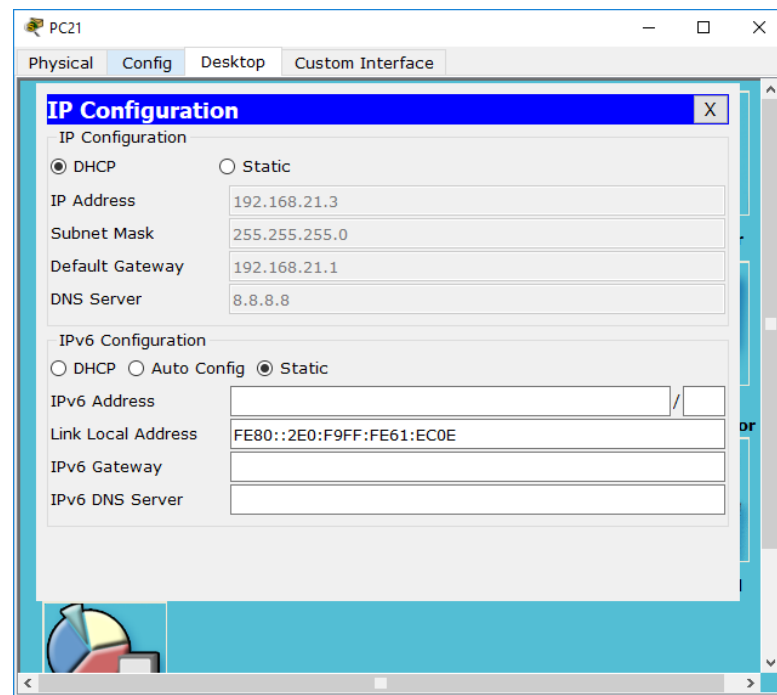 PC21
Physical Config Desktop Custom Interface
IP Configuration X
IP Configuration
DHCP Static
IP Address 192.168.21.3
Subnet Mask 255.255.255.0
Default Gateway 192.168.21.1
DNS Server 8.8.8.8
IPv6 Configuration
DHCP Auto Config Static
IPv6 Address /
Link Local Address FE80::2E0:F9FF:FE61:EC0E
IPv6 Gateway
IPv6 DNS Server